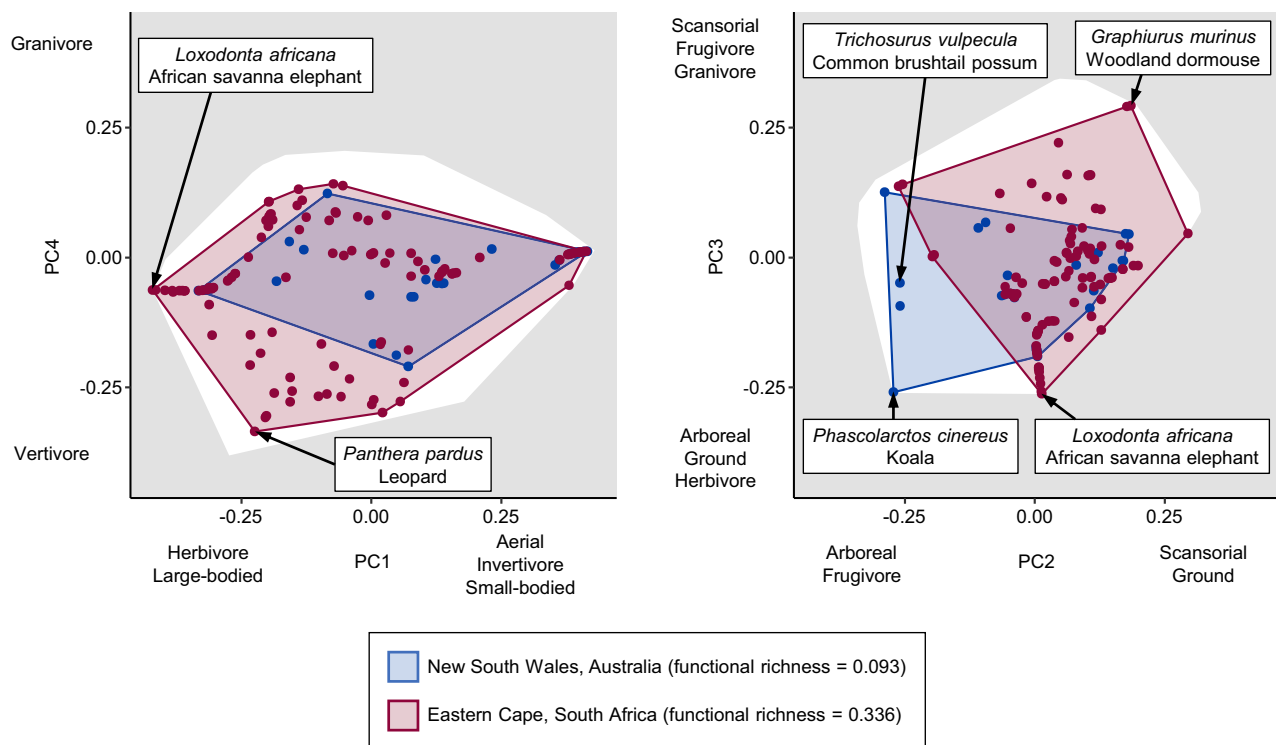 Granivore
Loxodonta africana
African savanna elephant
0.25
0.00
-0.25
PC4
Vertivore
Panthera pardus
Leopard
-0.25
0.00
0.25
Herbivore
Large-bodied
PC1
Aerial
Invertivore
Small-bodied
Scansorial
Frugivore
Granivore
Trichosurus vulpecula
Common brushtail possum
Graphiurus murinus
Woodland dormouse
0.25
0.00
-0.25
PC3
Arboreal
Ground
Herbivore
Phascolarctos cinereus
Koala
Loxodonta africana
African savanna elephant
-0.25
0.00
0.25
Arboreal
Frugivore
PC2
Scansorial
Ground
New South Wales, Australia (functional richness = 0.093)
Eastern Cape, South Africa (functional richness = 0.336)